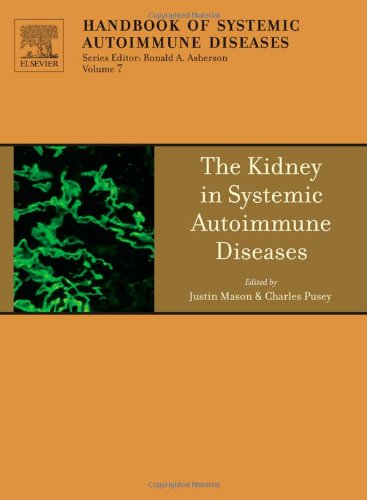 HANDBOOK OF SYSTEMIC
AUTOIMMUNE DISEASES
Series Editor: Ronald A. Asherson
Volume 7
ELSEVIER
The Kidney
in Systemic
Autoimmune
Diseases
Edited by
Justin Mason & Charles Pusey